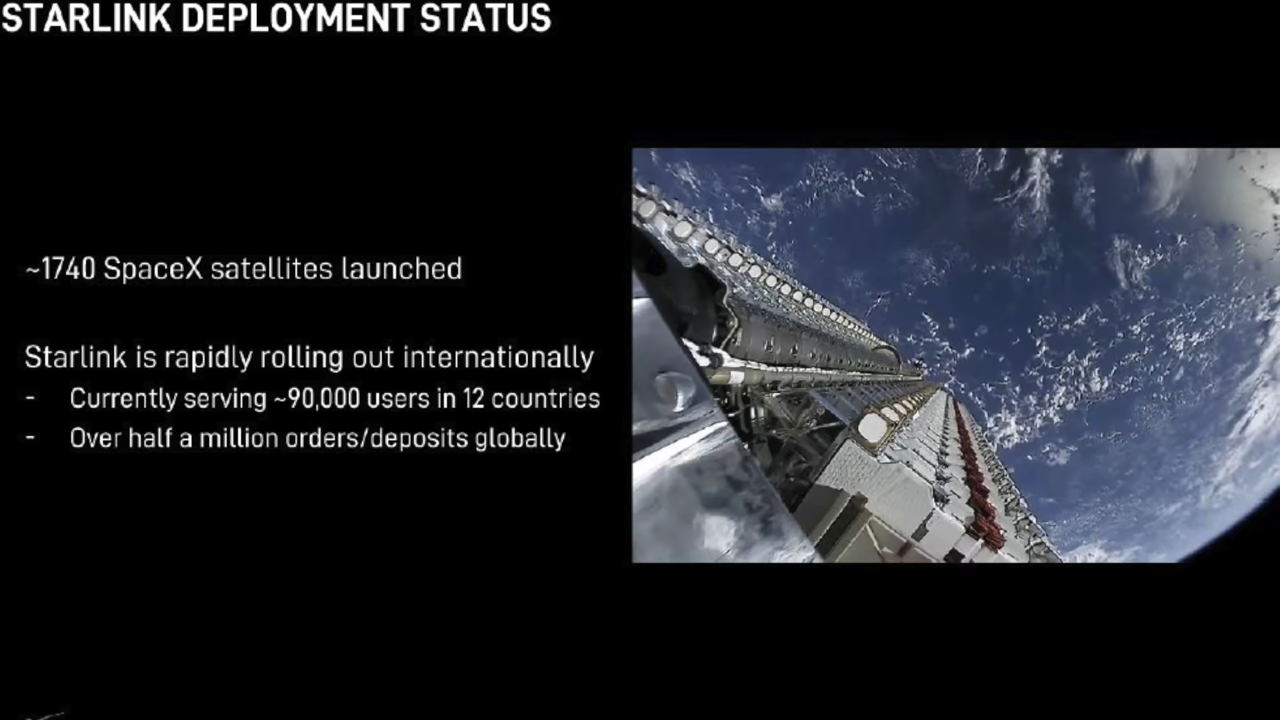 STARLINK DEPLOYMENT STATUS
~1740 SpaceX satellites launched
Starlink is rapidly rolling out internationally
- Currently serving ~90,000 users in 12 countries
- Over half a million orders/deposits globally